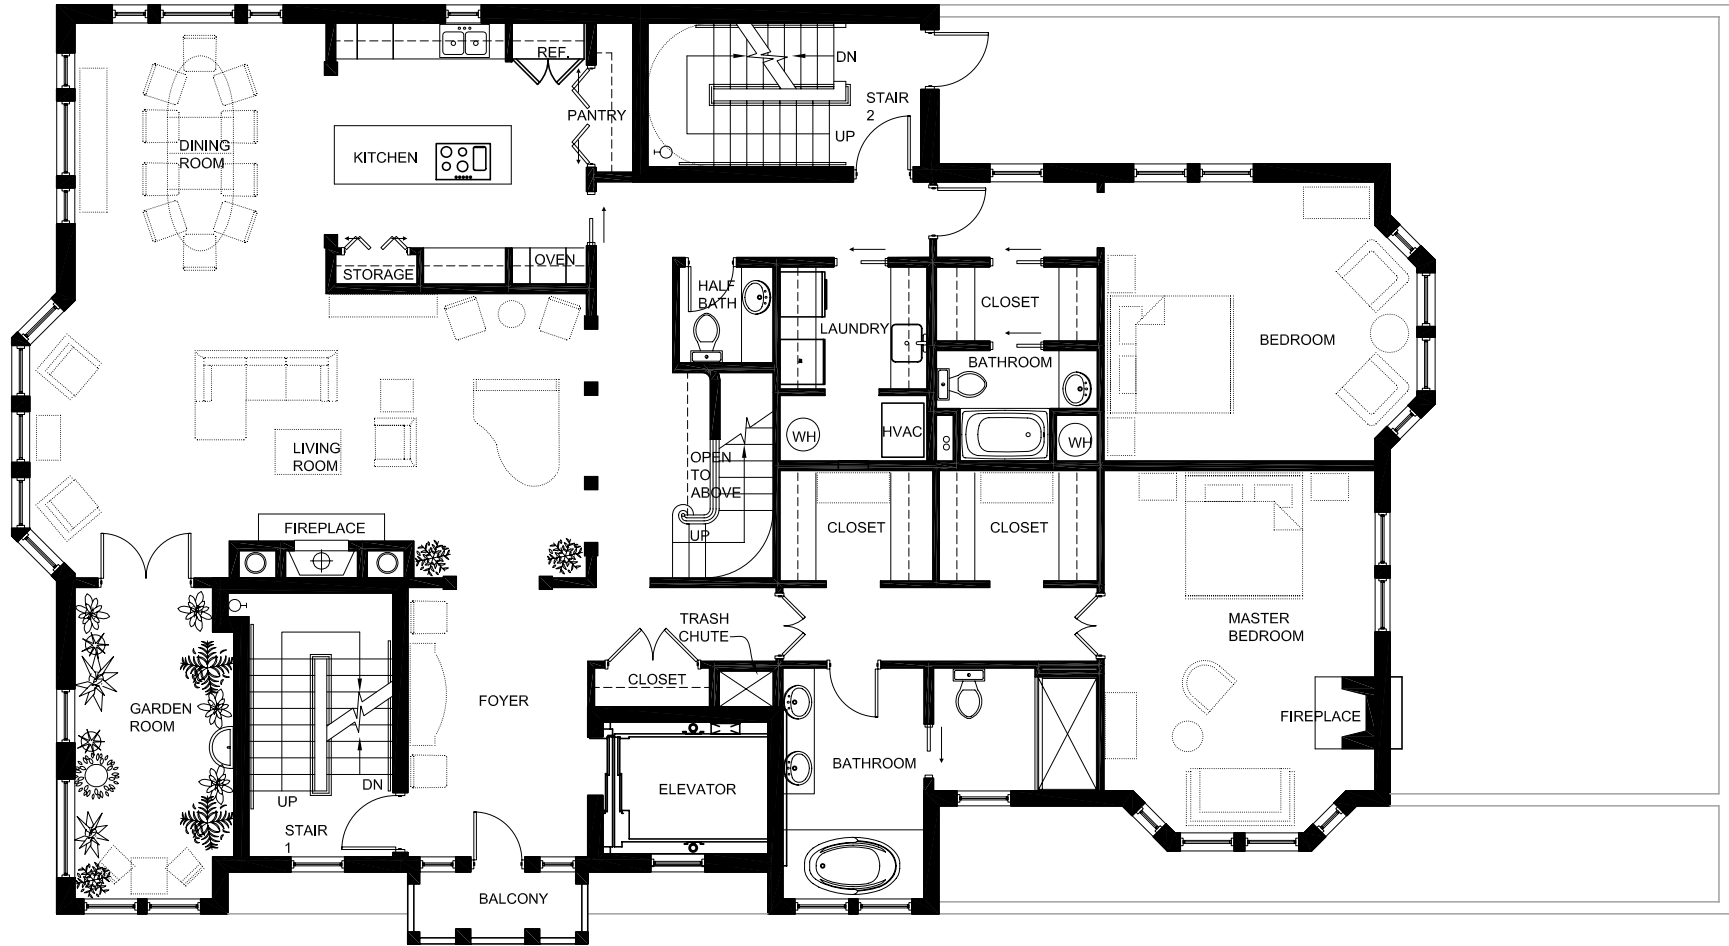 REF.
DN
STAIR
2
PANTRY
UP
DINING
ROOM
KITCHEN
STORAGE
OVEN
HALF
BATH
LAUNDRY
CLOSET
BATHROOM
BEDROOM
WH
HVAC
WH
LIVING
ROOM
OPEN
TO
ABOVE
UP
FIREPLACE
CLOSET
CLOSET
TRASH
CHUTE
MASTER
BEDROOM
CLOSET
FOYER
GARDEN
ROOM
FIREPLACE
BATHROOM
ELEVATOR
DN
UP
STAIR
1
BALCONY